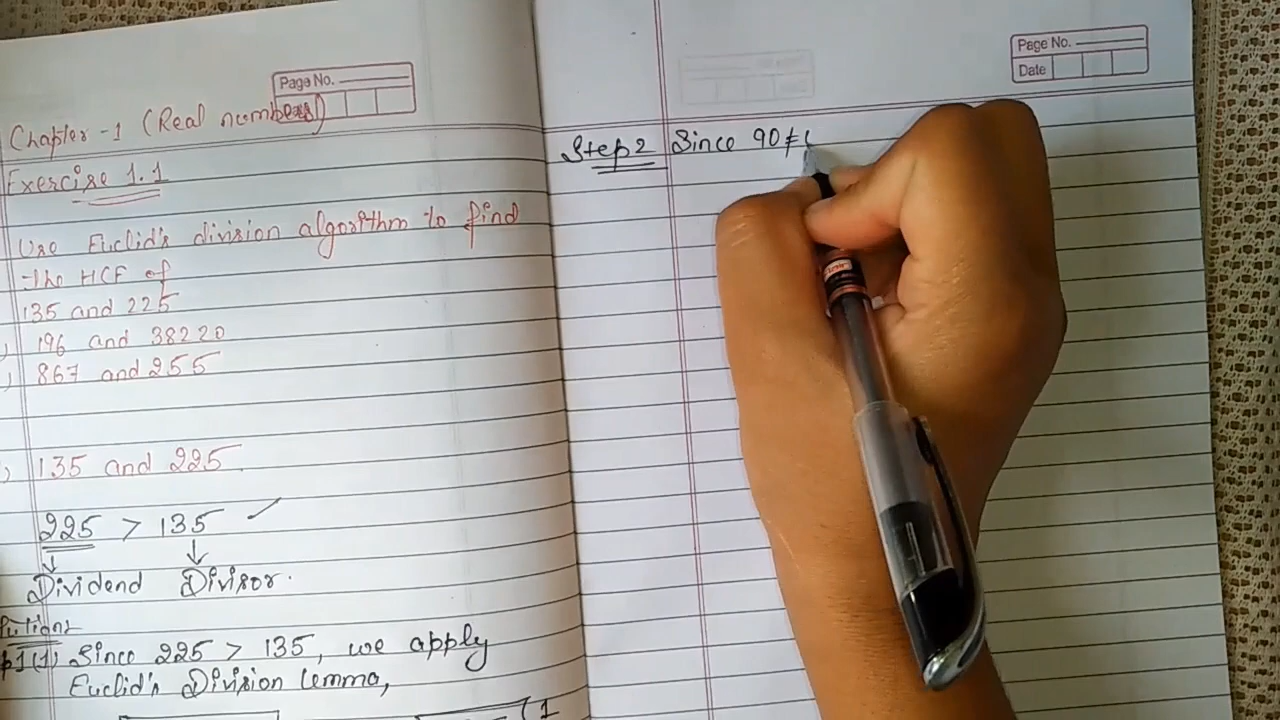 Page No.
Chapter-1 (Real numbers)
Exercise 1.1
Use Euclid's division algorithm to find
the HCF of
135 and 225
) 196 and 38220
) 867 and 255
) 135 and 225.
225 > 135 ✓
↓ ↓
Dividend Divisor.
Since 225 > 135, we apply
Euclid's Division lemma,
(1
Page No.
Date
Step 2 Since 90 ≠